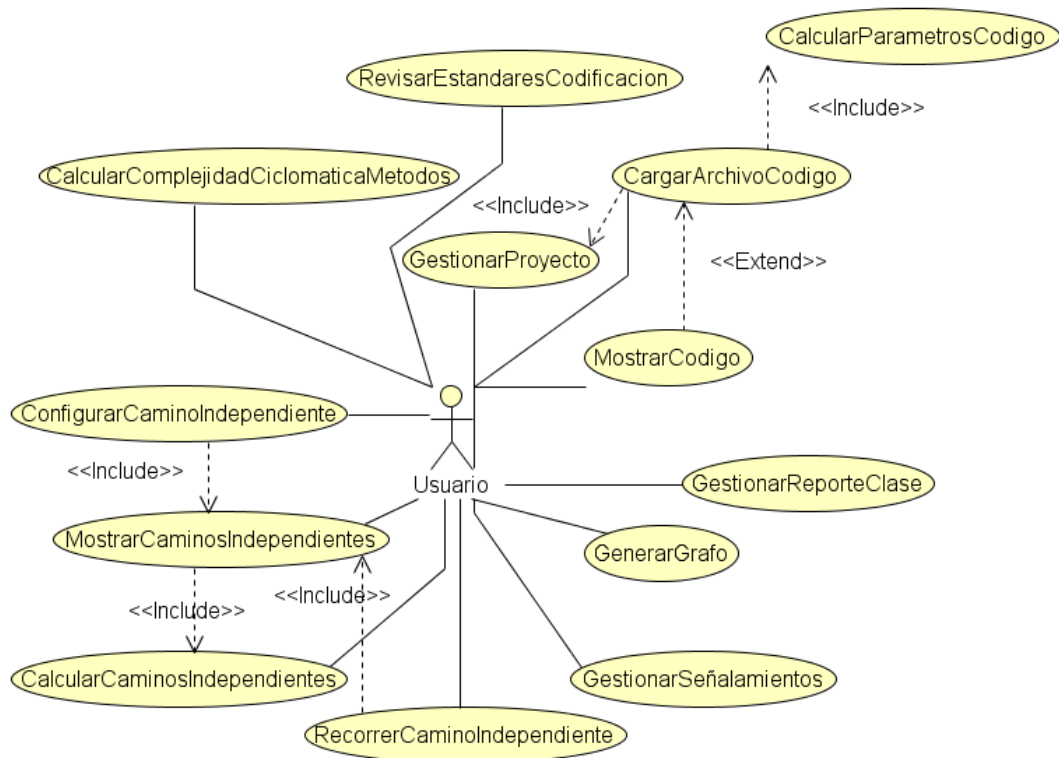 CalcularParametrosCodigo
RevisarEstandaresCodificacion
<<Include>>
CalcularComplejidadCiclomaticaMetodos
CargarArchivoCodigo
<<Include>>
GestionarProyecto
<<Extend>>
MostrarCodigo
ConfigurarCaminoIndependiente
<<Include>>
Usuario
GestionarReporteClase
MostrarCaminosIndependientes
GenerarGrafo
<<Include>>
<<Include>>
CalcularCaminosIndependientes
GestionarSeñalamientos
RecorrerCaminoIndependiente